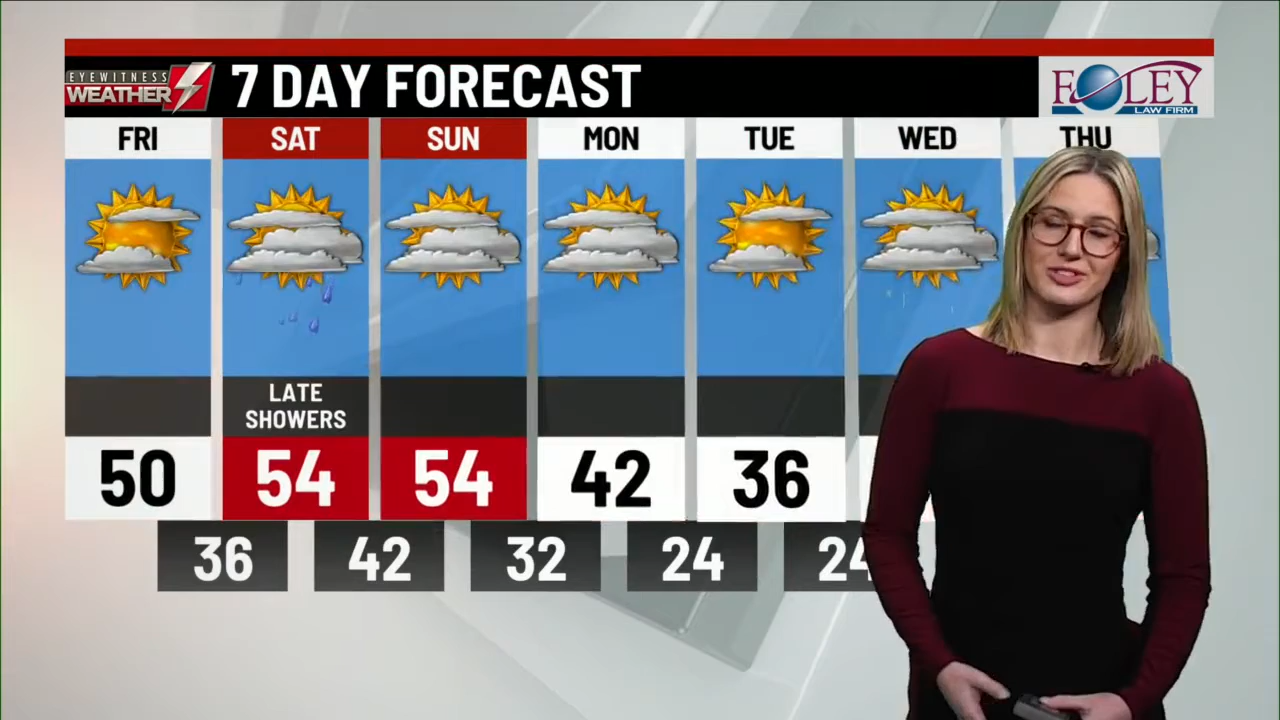 EYEWITNESS
WEATHER
7 DAY FORECAST
FOLEY
LAW FIRM
FRI
SAT
SUN
MON
TUE
WED
THU
LATE
SHOWERS
50
54
54
42
36
36
42
32
24
24